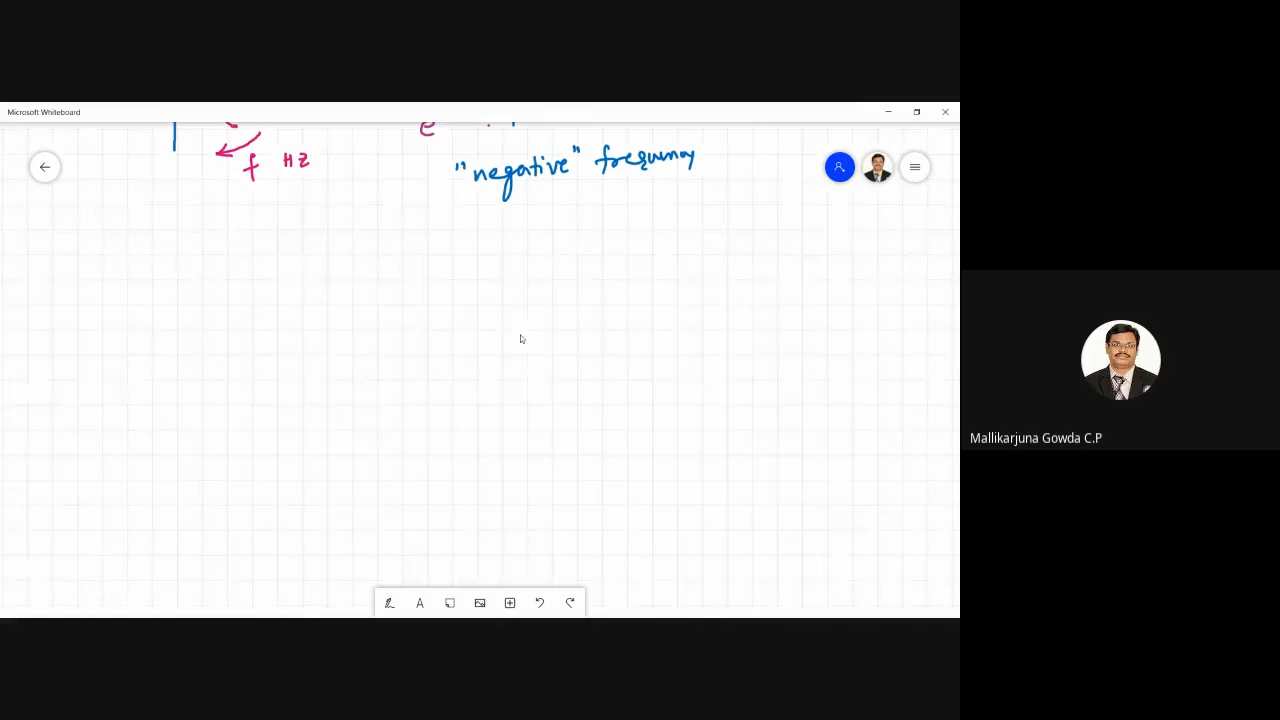 Microsoft Whiteboard
e
f Hz
"negative" frequency
A
Mallikarjuna Gowda C.P